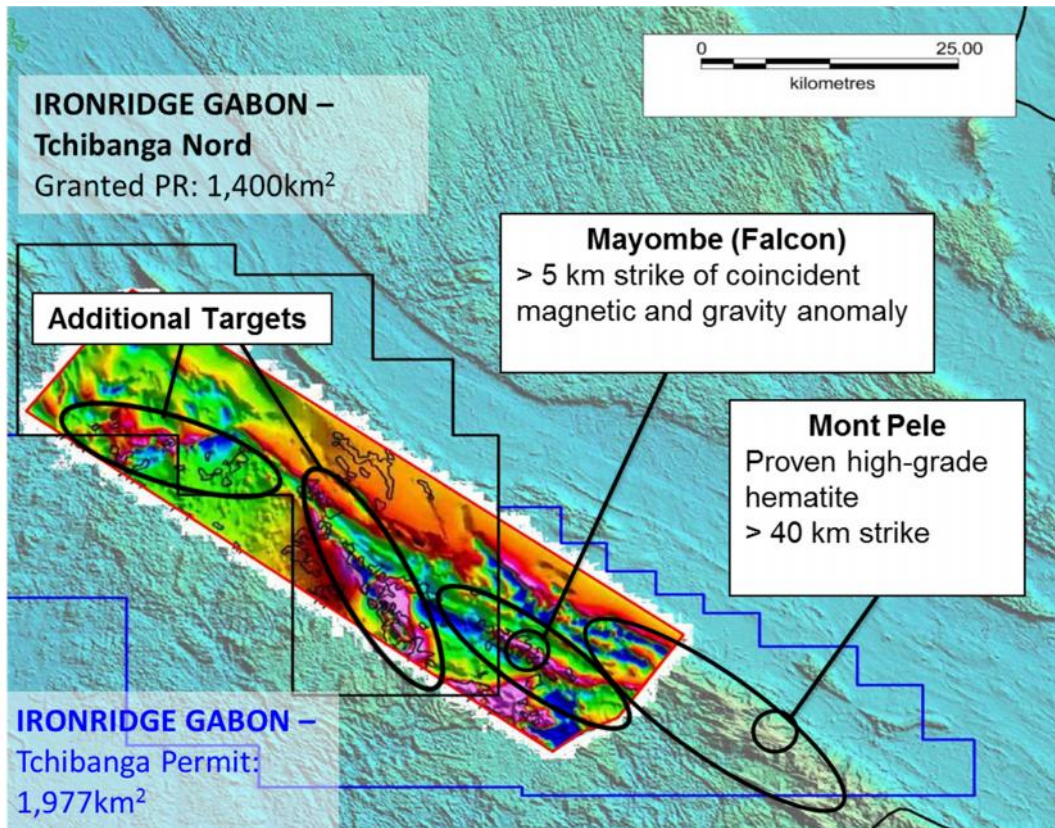 0 25.00
kilometres
IRONRIDGE GABON –
Tchibanga Nord
Granted PR: 1,400km²
Mayombe (Falcon)
> 5 km strike of coincident
magnetic and gravity anomaly
Additional Targets
Mont Pele
Proven high-grade
hematite
> 40 km strike
IRONRIDGE GABON –
Tchibanga Permit:
1,977km²